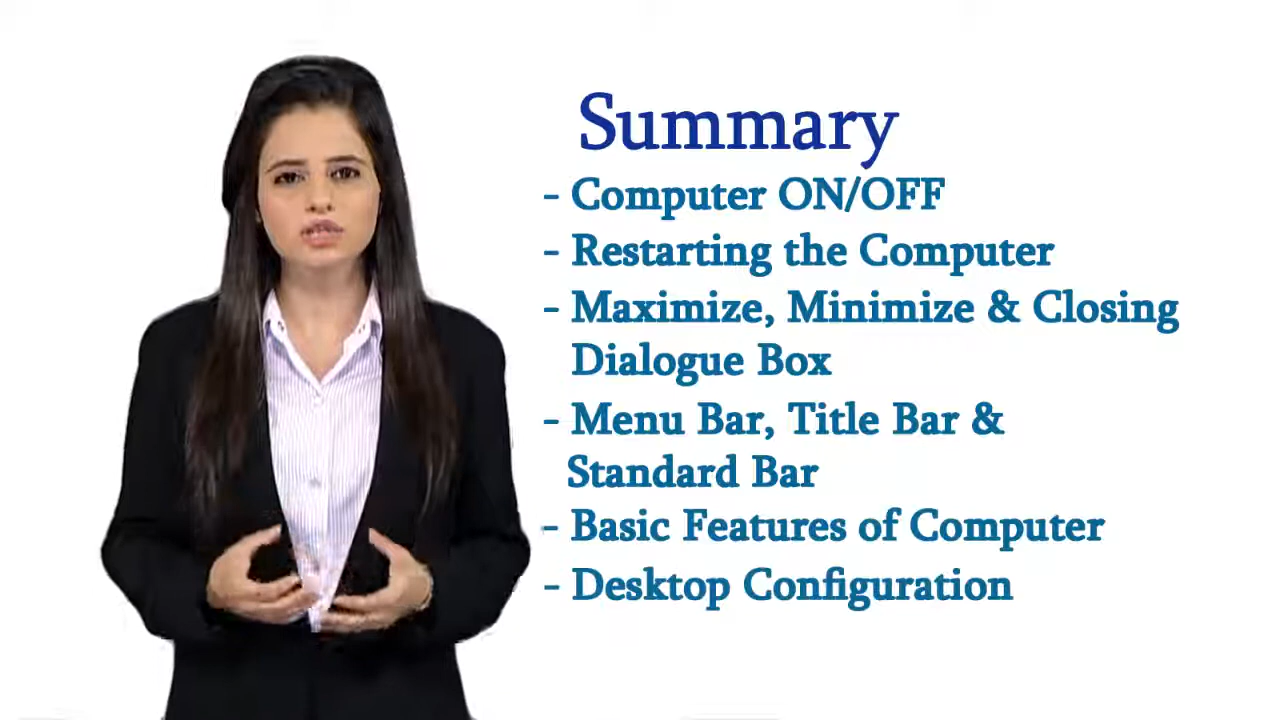 Summary
- Computer ON/OFF
- Restarting the Computer
- Maximize, Minimize & Closing
Dialogue Box
- Menu Bar, Title Bar &
Standard Bar
- Basic Features of Computer
- Desktop Configuration